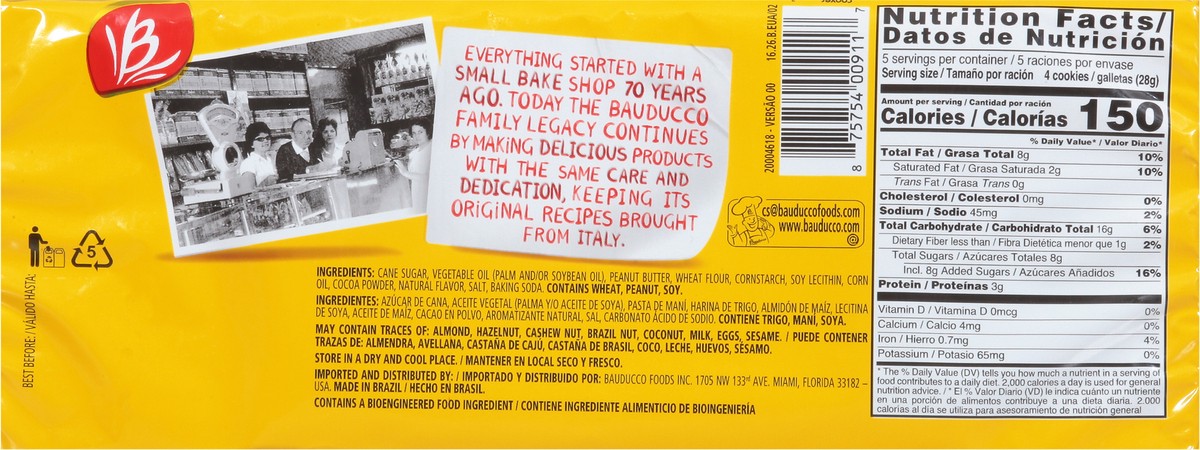 B
EVERYTHING STARTED WITH A
SMALL BAKE SHOP 70 YEARS
AGO. TODAY THE BAUDUCCO
FAMILY LEGACY CONTINUES
BY MAKING DELICIOUS PRODUCTS
WITH THE SAME CARE AND
DEDICATION, KEEPING ITS
ORIGINAL RECIPES BROUGHT
FROM ITALY.
5
BEST BEFORE: / VÁLIDO HASTA:
INGREDIENTS: CANE SUGAR, VEGETABLE OIL (PALM AND/OR SOYBEAN OIL), PEANUT BUTTER, WHEAT FLOUR, CORNSTARCH, SOY LECITHIN, CORN
OIL, COCOA POWDER, NATURAL FLAVOR, SALT, BAKING SODA. CONTAINS WHEAT, PEANUT, SOY.
INGREDIENTES: AZÚCAR DE CANA, ACEITE VEGETAL (PALMA Y/O ACEITE DE SOYA), PASTA DE MANÍ, HARINA DE TRIGO, ALMIDÓN DE MAÍZ, LECITINA
DE SOYA, ACEITE DE MAÍZ, CACAO EN POLVO, AROMATIZANTE NATURAL, SAL, CARBONATO ÁCIDO DE SODIO. CONTIENE TRIGO, MANÍ, SOYA.
MAY CONTAIN TRACES OF: ALMOND, HAZELNUT, CASHEW NUT, BRAZIL NUT, COCONUT, MILK, EGGS, SESAME. / PUEDE CONTENER
TRAZAS DE: ALMENDRA, AVELLANA, CASTAÑA DE CAJÚ, CASTAÑA DE BRASIL, COCO, LECHE, HUEVOS, SÉSAMO.
STORE IN A DRY AND COOL PLACE. / MANTENER EN LOCAL SECO Y FRESCO.
IMPORTED AND DISTRIBUTED BY: / IMPORTADO Y DISTRIBUIDO POR: BAUDUCCO FOODS INC. 1705 NW 133rd AVE. MIAMI, FLORIDA 33182 –
USA. MADE IN BRAZIL / HECHO EN BRASIL.
CONTAINS A BIOENGINEERED FOOD INGREDIENT / CONTIENE INGREDIENTE ALIMENTICIO DE BIOINGENIERÍA
20004618 - VERSÃO 00 16.26.B.EUA/02
8 75754 00911 7
cs@bauduccofoods.com
www.bauducco.com
@
Nutrition Facts/
Datos de Nutrición
5 servings per container / 5 raciones por envase
Serving size / Tamaño por ración 4 cookies / galletas (28g)
Amount per serving / Cantidad por ración
Calories / Calorías 150
% Daily Value* / Valor Diario*
Total Fat / Grasa Total 8g 10%
Saturated Fat / Grasa Saturada 2g 10%
Trans Fat / Grasa Trans 0g
Cholesterol / Colesterol 0mg 0%
Sodium / Sodio 45mg 2%
Total Carbohydrate / Carbohidrato Total 16g 6%
Dietary Fiber less than / Fibra Dietética menor que 1g 2%
Total Sugars / Azúcares Totales 8g
Incl. 8g Added Sugars / Azúcares Añadidos 16%
Protein / Proteínas 3g
Vitamin D / Vitamina D 0mcg 0%
Calcium / Calcio 4mg 0%
Iron / Hierro 0.7mg 4%
Potassium / Potasio 65mg 0%
* The % Daily Value (DV) tells you how much a nutrient in a serving of
food contributes to a daily diet. 2,000 calories a day is used for general
nutrition advice. / * El % Valor Diario (VD) le indica cuánto un nutriente
en una porción de alimentos contribuye a una dieta diaria. 2.000
calorías al día se utiliza para asesoramiento de nutrición general